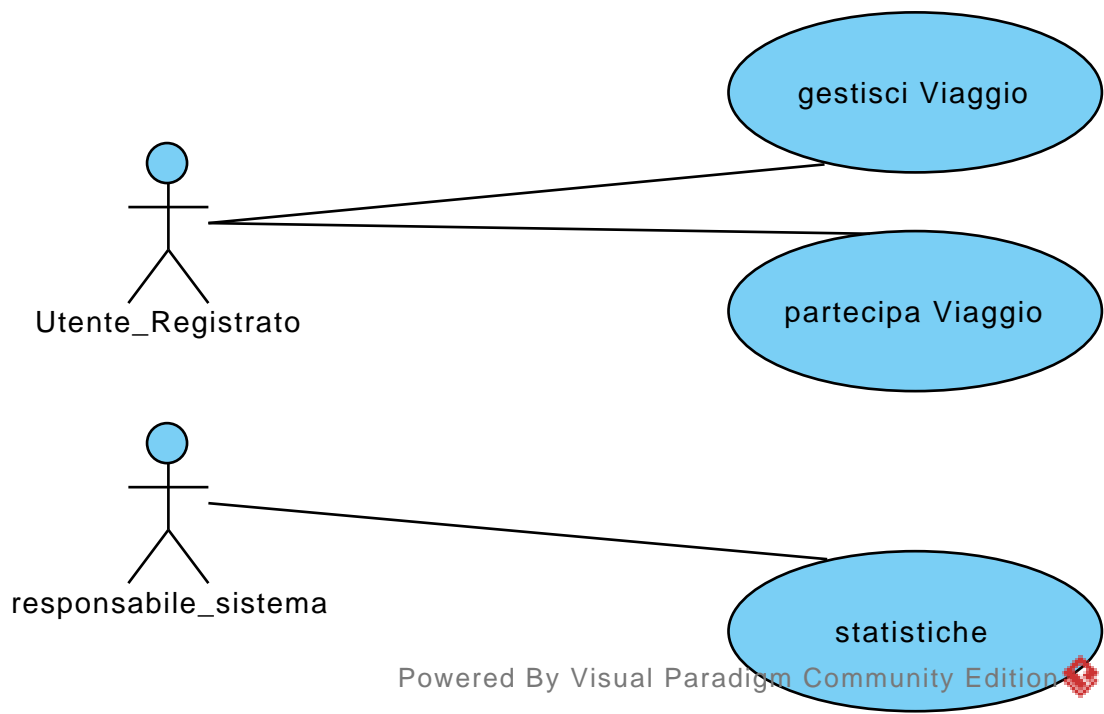 gestisci Viaggio
Utente_Registrato
partecipa Viaggio
responsabile_sistema
statistiche
Powered By Visual Paradigm Community Edition